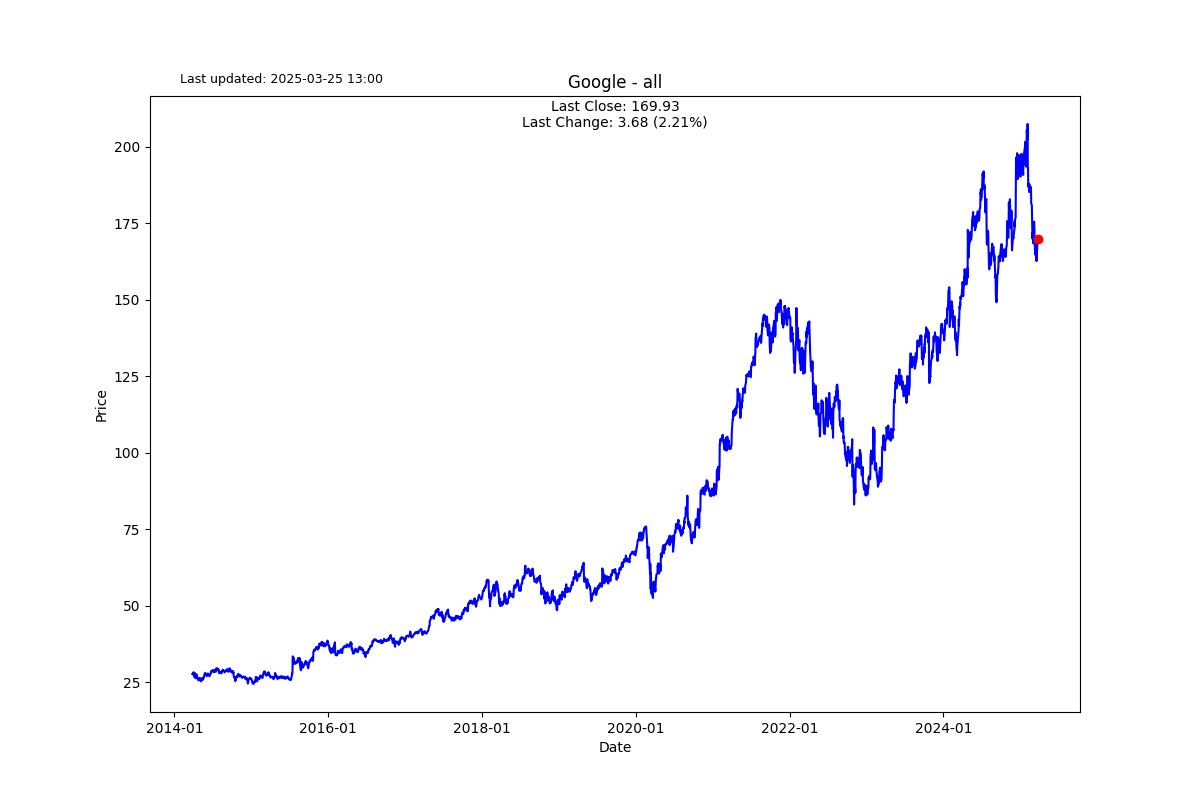 Last updated: 2025-03-25 13:00
Google - all
Last Close: 169.93
Last Change: 3.68 (2.21%)
200
175
150
125
100
75
50
25
Price
2014-01
2016-01
2018-01
2020-01
2022-01
2024-01
Date